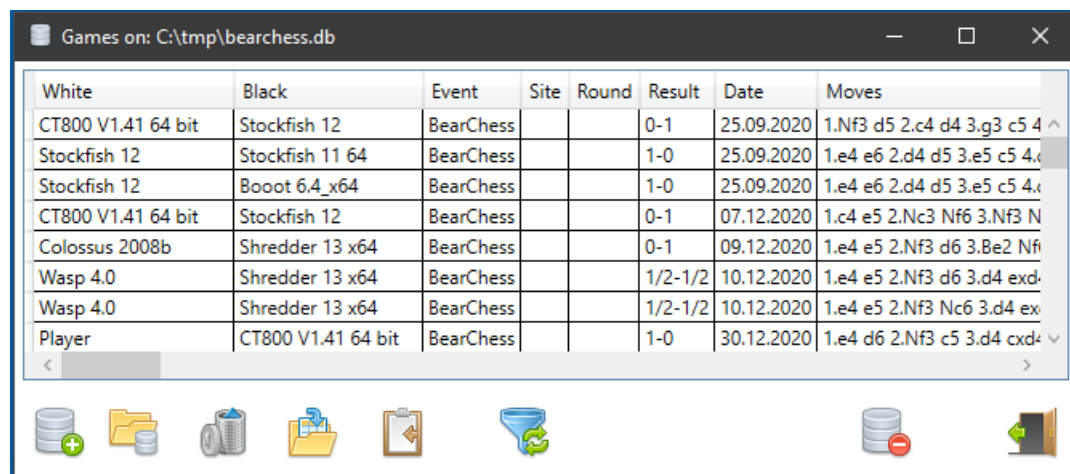 Games on: C:\tmp\bearchess.db
White Black Event Site Round Result Date Moves
CT800 V1.41 64 bit Stockfish 12 BearChess 0-1 25.09.2020 1.Nf3 d5 2.c4 d4 3.g3 c5 4
Stockfish 12 Stockfish 11 64 BearChess 1-0 25.09.2020 1.e4 e6 2.d4 d5 3.e5 c5 4.
Stockfish 12 Booot 6.4_x64 BearChess 1-0 25.09.2020 1.e4 e6 2.d4 d5 3.e5 c5 4.
CT800 V1.41 64 bit Stockfish 12 BearChess 0-1 07.12.2020 1.c4 e5 2.Nc3 Nf6 3.Nf3 N
Colossus 2008b Shredder 13 x64 BearChess 0-1 09.12.2020 1.e4 e5 2.Nf3 d6 3.Be2 Nf
Wasp 4.0 Shredder 13 x64 BearChess 1/2-1/2 10.12.2020 1.e4 e5 2.Nf3 d6 3.d4 exd
Wasp 4.0 Shredder 13 x64 BearChess 1/2-1/2 10.12.2020 1.e4 e5 2.Nf3 Nc6 3.d4 ex
Player CT800 V1.41 64 bit BearChess 1-0 30.12.2020 1.e4 d6 2.Nf3 c5 3.d4 cxd4